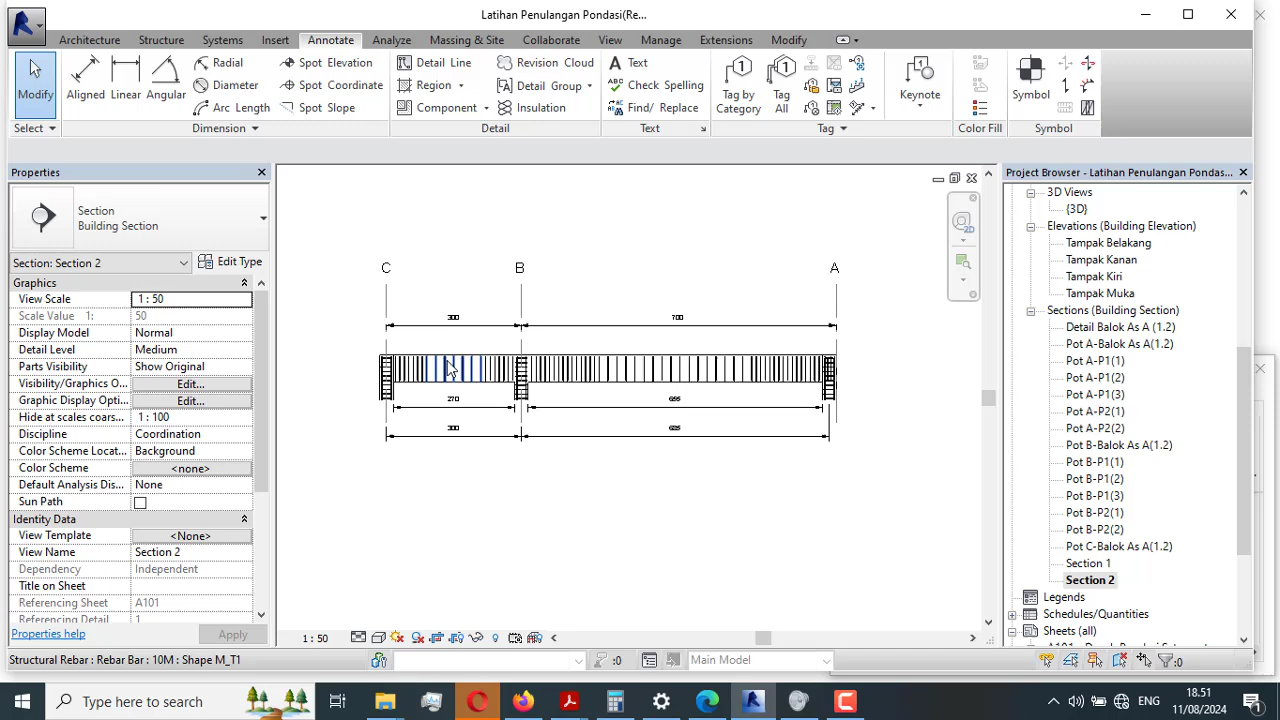 Latihan Penulangan Pondasi(Re...
Architecture Structure Systems Insert Annotate Analyze Massing & Site Collaborate View Manage Extensions Modify
Modify
Select
Aligned Linear Angular
Radial
Diameter
Arc Length
Spot Elevation
Spot Coordinate
Spot Slope
Dimension
Detail Line
Region
Component
Revision Cloud
Detail Group
Insulation
Detail
Text
Check Spelling
Find/ Replace
Text
Tag by Category
Tag All
Tag
Keynote
Color Fill
Symbol
Symbol
Properties
Section
Building Section
Section: Section 2
Edit Type
Graphics
View Scale 1 : 50
Scale Value 1: 50
Display Model Normal
Detail Level Medium
Parts Visibility Show Original
Visibility/Graphics O... Edit...
Graphic Display Opti... Edit...
Hide at scales coars... 1 : 100
Discipline Coordination
Color Scheme Locat... Background
Color Scheme <none>
Default Analysis Dis... None
Sun Path
Identity Data
View Template <None>
View Name Section 2
Dependency Independent
Title on Sheet
Referencing Sheet A101
Referencing Detail 1
Properties help
Apply
2D
C B A
300 700
270
300
1 : 50
Project Browser - Latihan Penulangan Pondas...
3D Views
{3D}
Elevations (Building Elevation)
Tampak Belakang
Tampak Kanan
Tampak Kiri
Tampak Muka
Sections (Building Section)
Detail Balok As A (1.2)
Pot A-Balok As A(1.2)
Pot A-P1(1)
Pot A-P1(2)
Pot A-P1(3)
Pot A-P2(1)
Pot A-P2(2)
Pot B-Balok As A(1.2)
Pot B-P1(1)
Pot B-P1(2)
Pot B-P1(3)
Pot B-P2(1)
Pot B-P2(2)
Pot C-Balok As A(1.2)
Section 1
Section 2
Legends
Schedules/Quantities
Sheets (all)
Structural Rebar : Rebar Bar : 10M : Shape M_T1
:0
Main Model
:0
Type here to search
ENG
18.51
11/08/2024
1